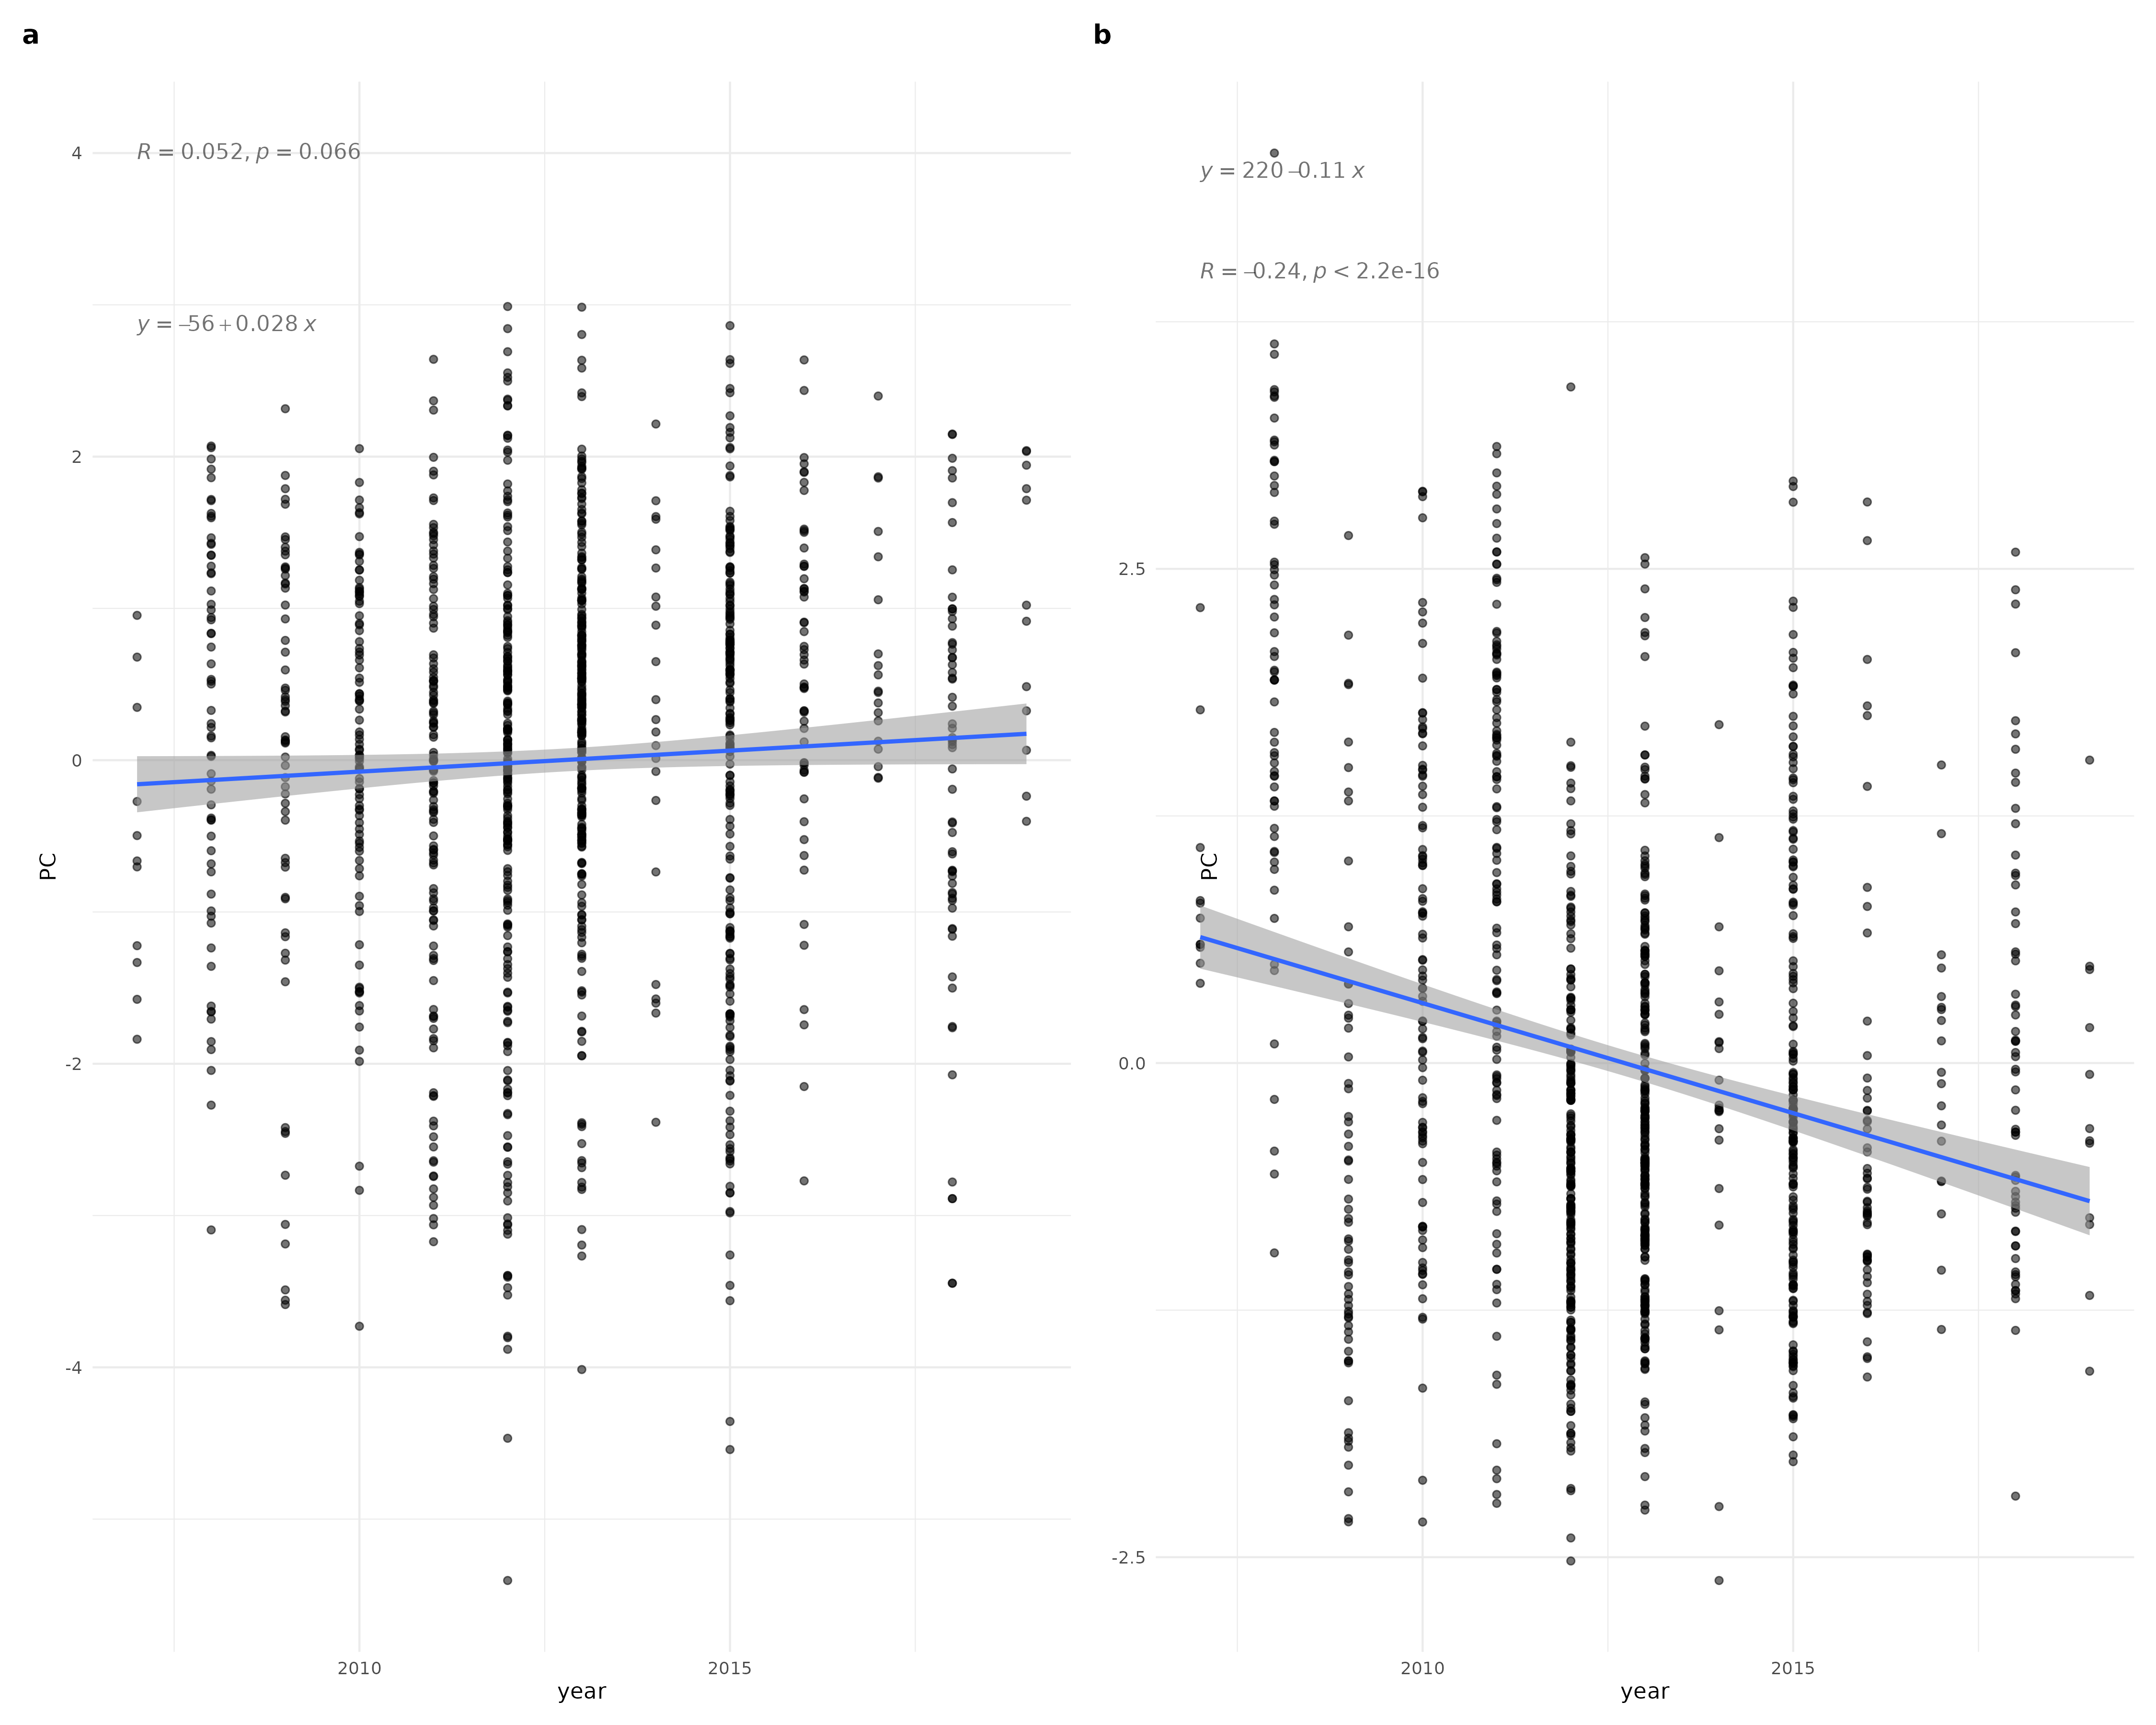 a
R = 0.052, p = 0.066
y = –56 + 0.028 x
4
2
0
-2
-4
PC
2010
2015
year
b
y = 220 – 0.11 x
R = –0.24, p < 2.2e-16
2.5
0.0
-2.5
PC
2010
2015
year